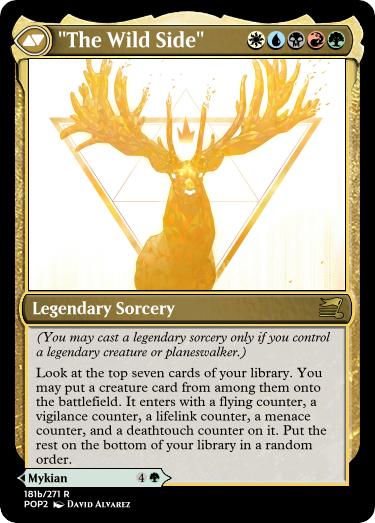 "The Wild Side"
Legendary Sorcery
(You may cast a legendary sorcery only if you control
a legendary creature or planeswalker.)
Look at the top seven cards of your library. You
may put a creature card from among them onto
the battlefield. It enters with a flying counter, a
vigilance counter, a lifelink counter, a menace
counter, and a deathtouch counter on it. Put the
rest on the bottom of your library in a random
order.
Mykian 4
181b/271 R
POP2 David Alvarez